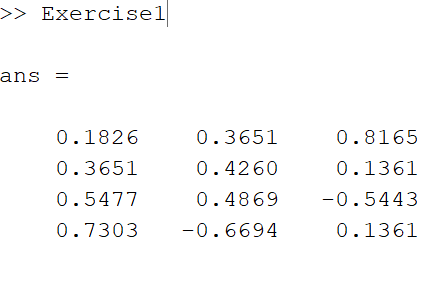 >> Exercise1
ans =
0.1826 0.3651 0.8165
0.3651 0.4260 0.1361
0.5477 0.4869 -0.5443
0.7303 -0.6694 0.1361